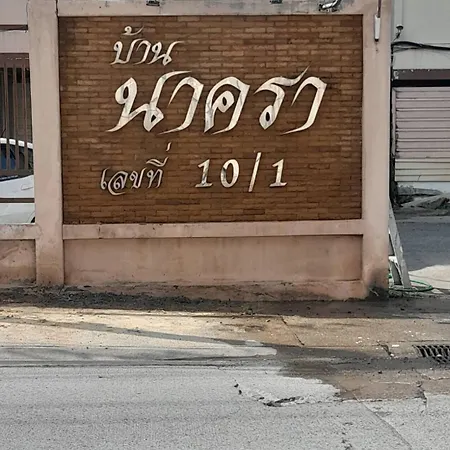 บ้าน
นาครา
เลขที่ 10/1